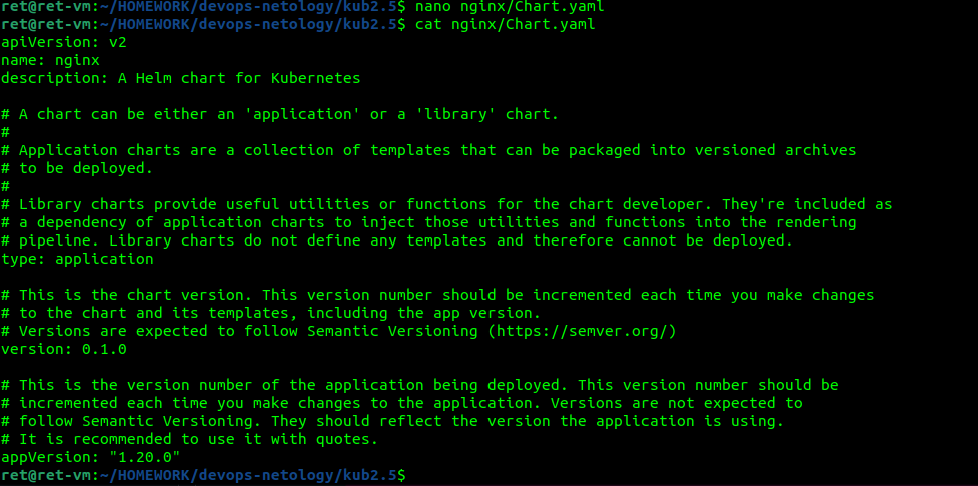 ret@ret-vm:~/HOMEWORK/devops-netology/kub2.5$ nano nginx/Chart.yaml
ret@ret-vm:~/HOMEWORK/devops-netology/kub2.5$ cat nginx/Chart.yaml
apiVersion: v2
name: nginx
description: A Helm chart for Kubernetes

# A chart can be either an 'application' or a 'library' chart.
#
# Application charts are a collection of templates that can be packaged into versioned archives
# to be deployed.
#
# Library charts provide useful utilities or functions for the chart developer. They're included as
# a dependency of application charts to inject those utilities and functions into the rendering
# pipeline. Library charts do not define any templates and therefore cannot be deployed.
type: application

# This is the chart version. This version number should be incremented each time you make changes
# to the chart and its templates, including the app version.
# Versions are expected to follow Semantic Versioning (https://semver.org/)
version: 0.1.0

# This is the version number of the application being deployed. This version number should be
# incremented each time you make changes to the application. Versions are not expected to
# follow Semantic Versioning. They should reflect the version the application is using.
# It is recommended to use it with quotes.
appVersion: "1.20.0"
ret@ret-vm:~/HOMEWORK/devops-netology/kub2.5$